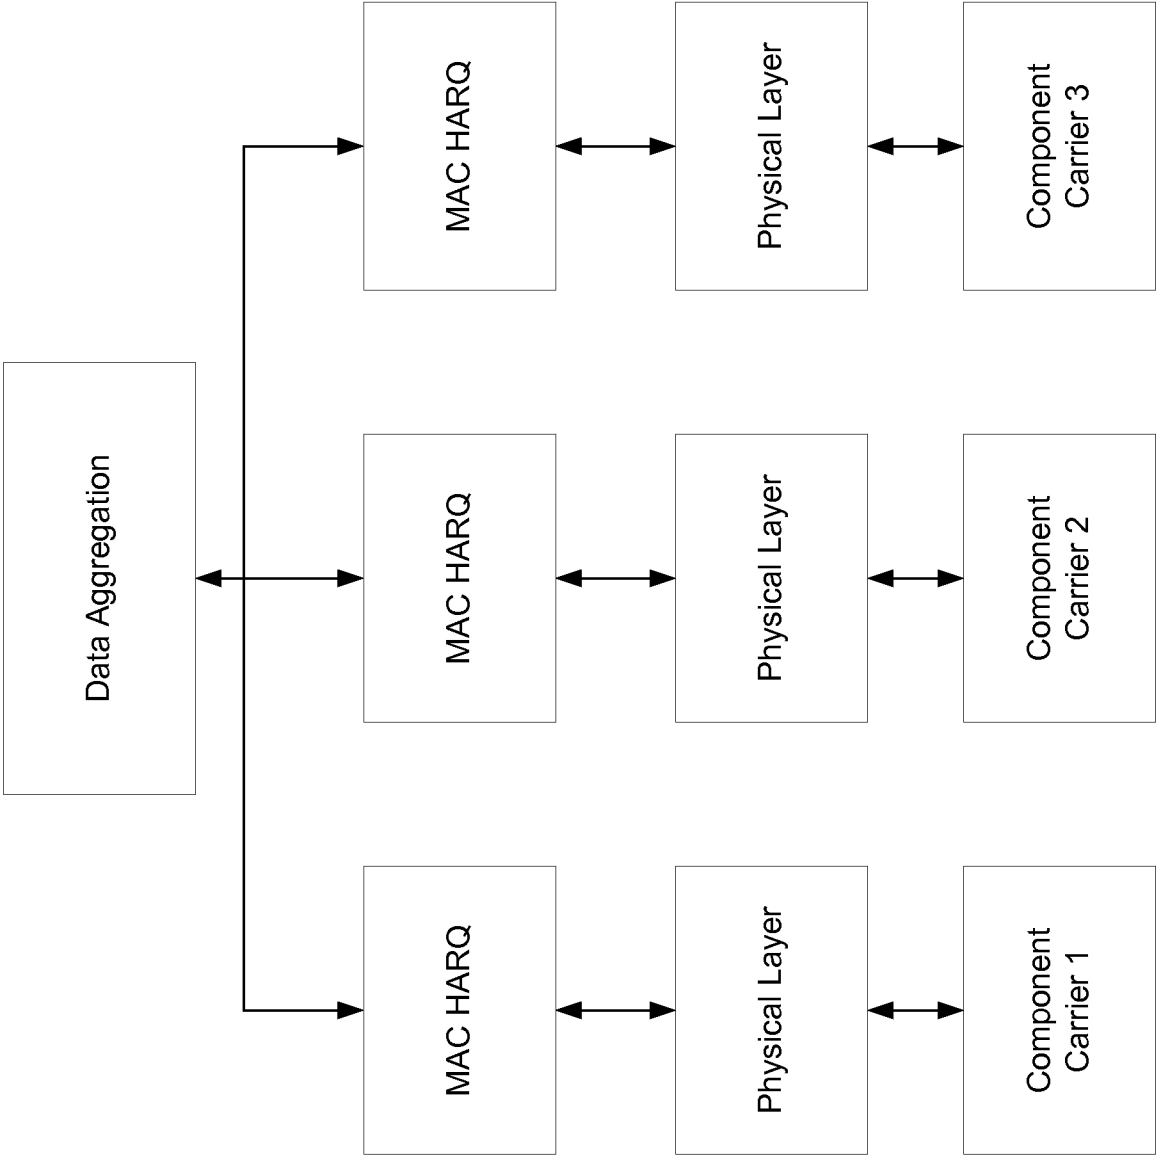 Data Aggregation
MAC HARQ
MAC HARQ
MAC HARQ
Physical Layer
Physical Layer
Physical Layer
Component
Carrier 1
Component
Carrier 2
Component
Carrier 3